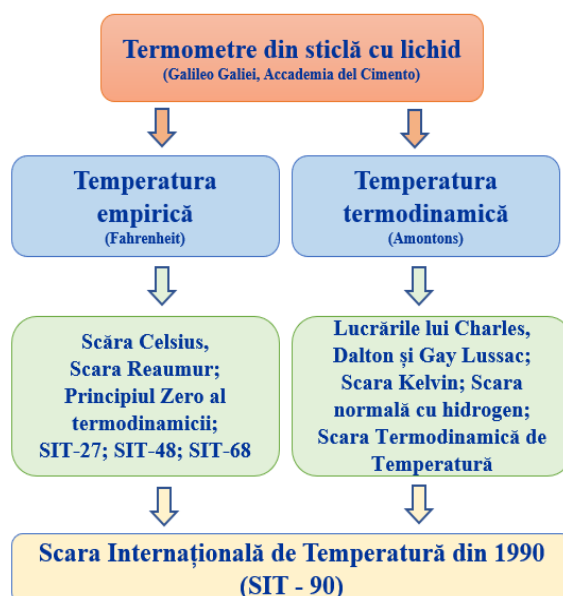 Termometre din sticlă cu lichid
(Galileo Galiei, Accademia del Cimento)
Temperatura
empirică
(Fahrenheit)
Temperatura
termodinamică
(Amontons)
Scăra Celsius,
Scara Reaumur;
Principiul Zero al
termodinamicii;
SIT-27; SIT-48; SIT-68
Lucrările lui Charles,
Dalton și Gay Lussac;
Scara Kelvin; Scara
normală cu hidrogen;
Scara Termodinamică de
Temperatură
Scara Internațională de Temperatură din 1990
(SIT - 90)